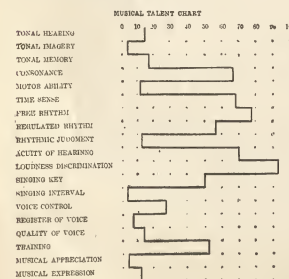 MUSICAL TALENT CHART
0 10 20 30 40 50 60 70 80 90
TONAL HEARING
TONAL IMAGERY
TONAL MEMORY
CONSONANCE
MOTOR ABILITY
TIME SENSE
FREE RHYTHM
REGULATED RHYTHM
RHYTHMIC JUDGMENT
ACUITY OF HEARING
LOUDNESS DISCRIMINATION
SINGING KEY
SINGING INTERVAL
VOICE CONTROL
REGISTER OF VOICE
QUALITY OF VOICE
TRAINING
MUSICAL APPRECIATION
MUSICAL EXPRESSION